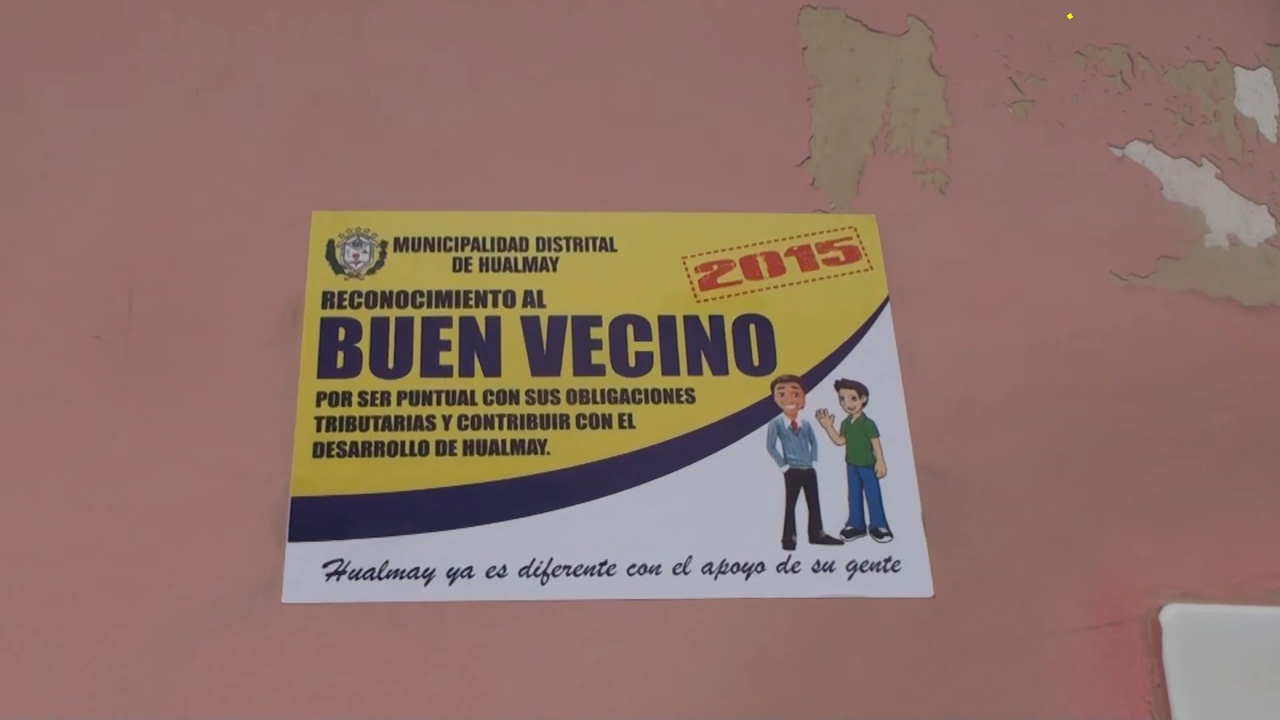 MUNICIPALIDAD DISTRITAL
DE HUALMAY
2015
RECONOCIMIENTO AL
BUEN VECINO
POR SER PUNTUAL CON SUS OBLIGACIONES
TRIBUTARIAS Y CONTRIBUIR CON EL
DESARROLLO DE HUALMAY.
Hualmay ya es diferente con el apoyo de su gente